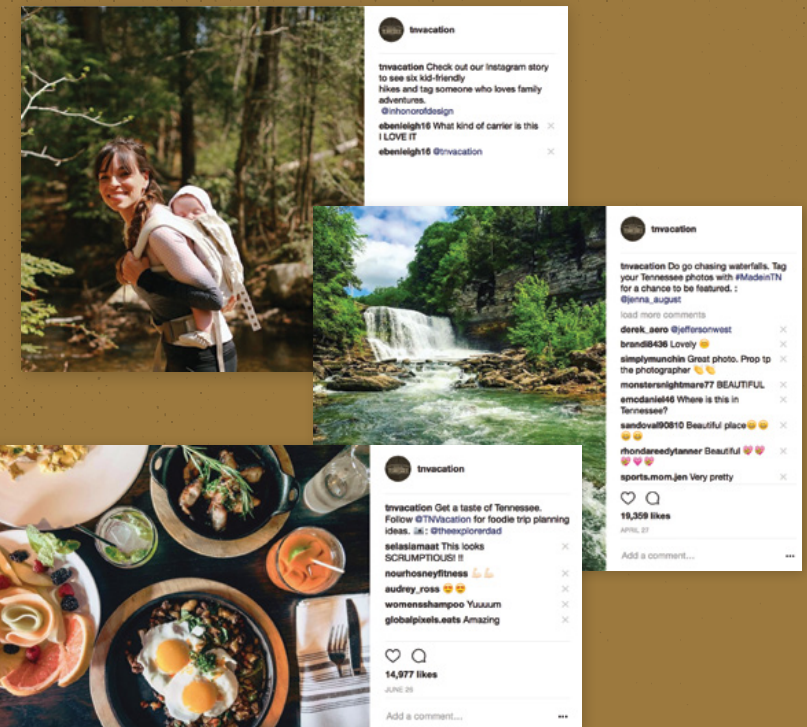 tnvacation
tnvacation Check out our Instagram story
to see six kid-friendly
hikes and tag someone who loves family
adventures.
@inhonorofdesign
ebenleigh16 What kind of carrier is this
I LOVE IT
ebenleigh16 @tnvacation
tnvacation
tnvacation Do go chasing waterfalls. Tag
your Tennessee photos with #MadeinTN
for a chance to be featured. :
@jenna_august
load more comments
derek_aero @jeffersonwest
brandi8436 Lovely 😊
simplymunchin Great photo. Prop tp
the photographer 👏👏
monstersnightmare77 BEAUTIFUL
emcdaniel46 Where is this in
Tennessee?
sandoval90810 Beautiful place😊😊
😊😊
rhondareedytanner Beautiful 💖💖
💖💖💖
sports.mom.jen Very pretty
19,359 likes
APRIL 27
Add a comment... •••
tnvacation
tnvacation Get a taste of Tennessee.
Follow @TNVacation for foodie trip planning
ideas. 📷: @theexplorerdad
selasiamaat This looks
SCRUMPTIOUS! !!
nourhosneyfitness 💪🏻💪🏻
audrey_ross 😍😍
womensshampoo Yuuuum
globalpixels.eats Amazing
14,977 likes
Add a comment... •••